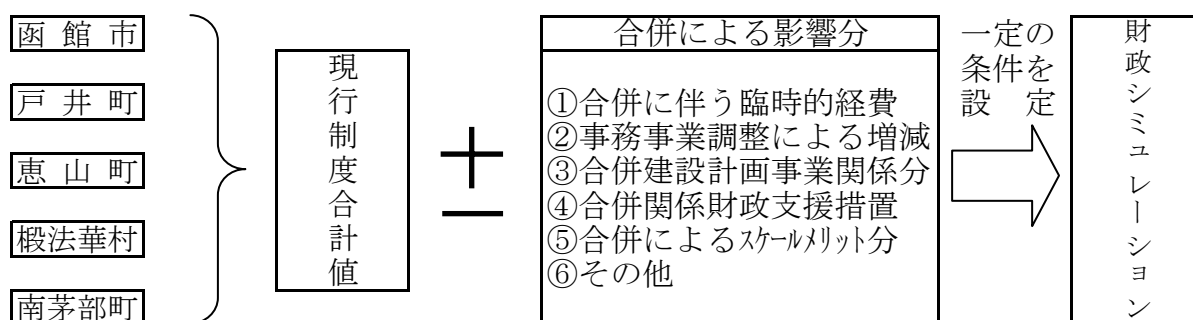 函館市
戸井町
恵山町
椴法華村
南茅部町
現行制度合計値
±
合併による影響分
①合併に伴う臨時的経費
②事務事業調整による増減
③合併建設計画事業関係分
④合併関係財政支援措置
⑤合併によるスケールメリット分
⑥その他
一定の
条件を
設定
財政シミュレーション